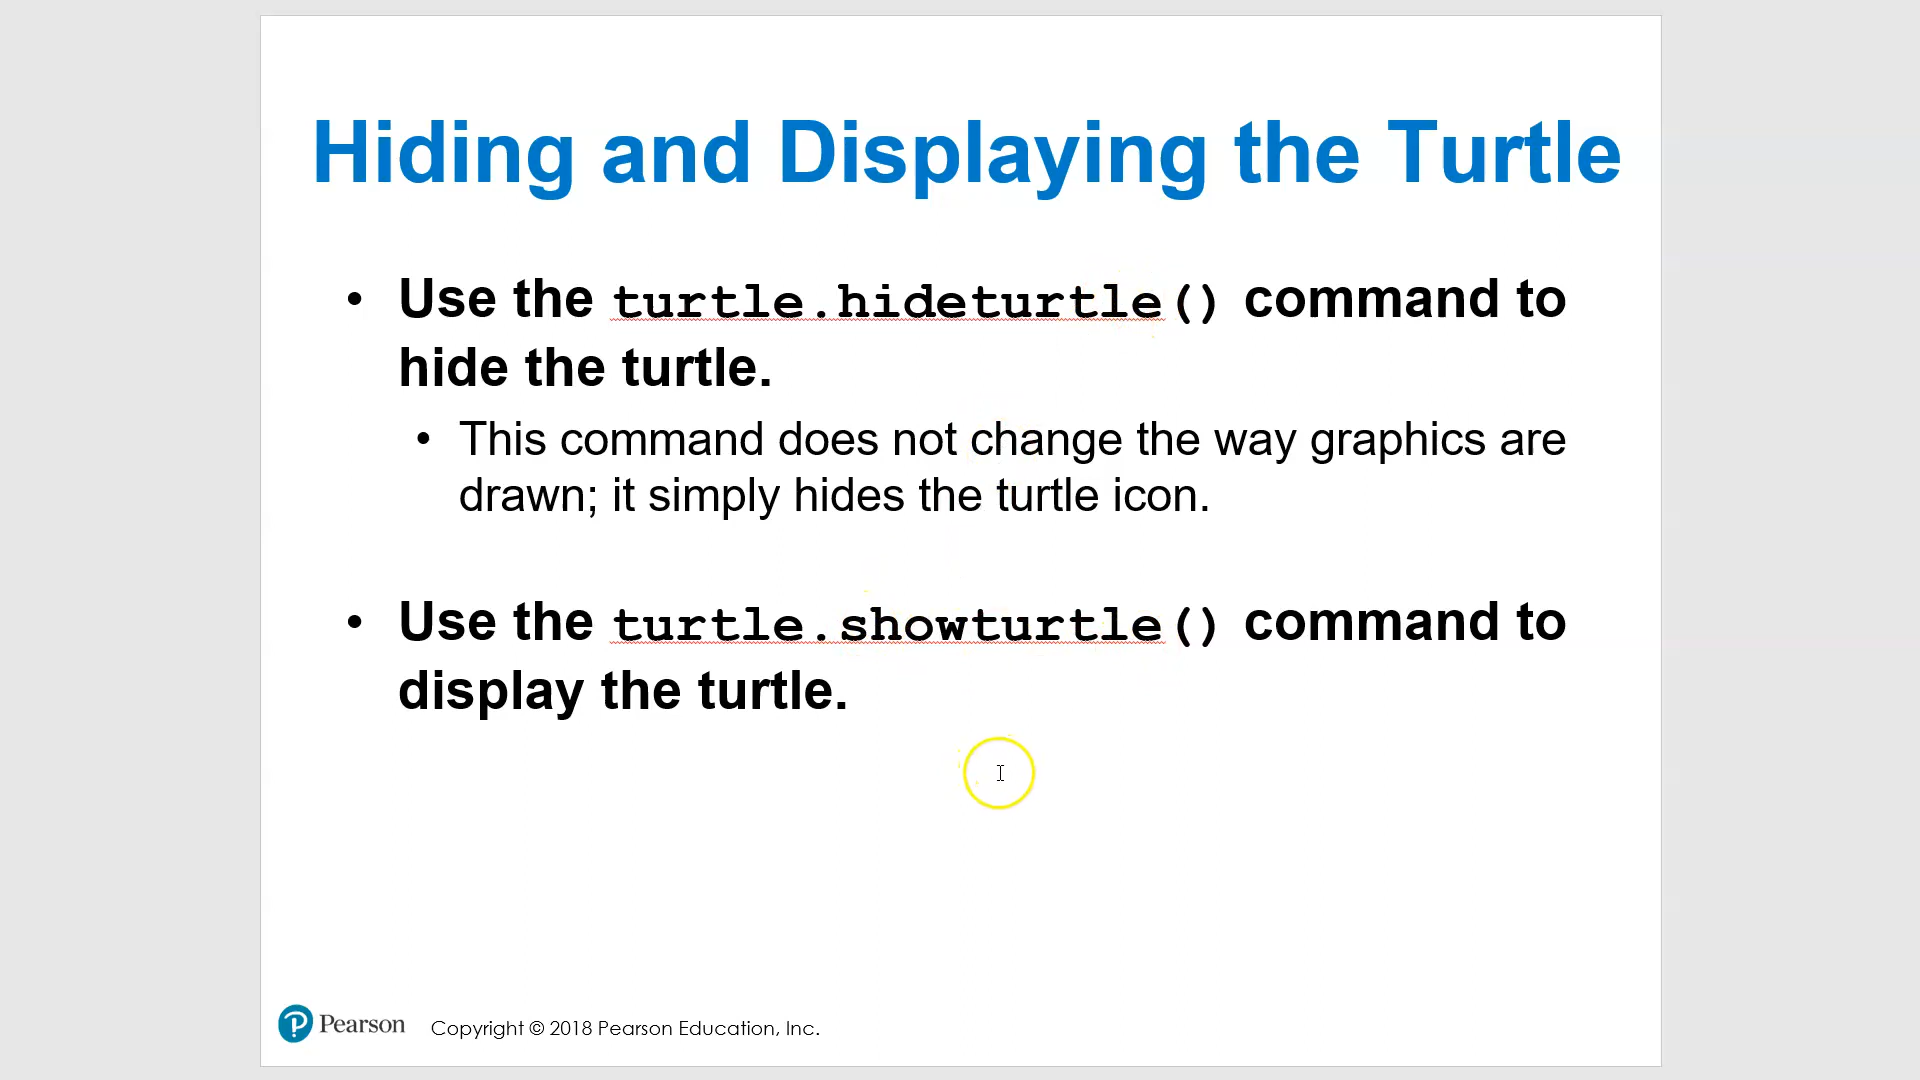 Hiding and Displaying the Turtle
• Use the turtle.hideturtle() command to
hide the turtle.
• This command does not change the way graphics are
drawn; it simply hides the turtle icon.
• Use the turtle.showturtle() command to
display the turtle.
Pearson Copyright © 2018 Pearson Education, Inc.